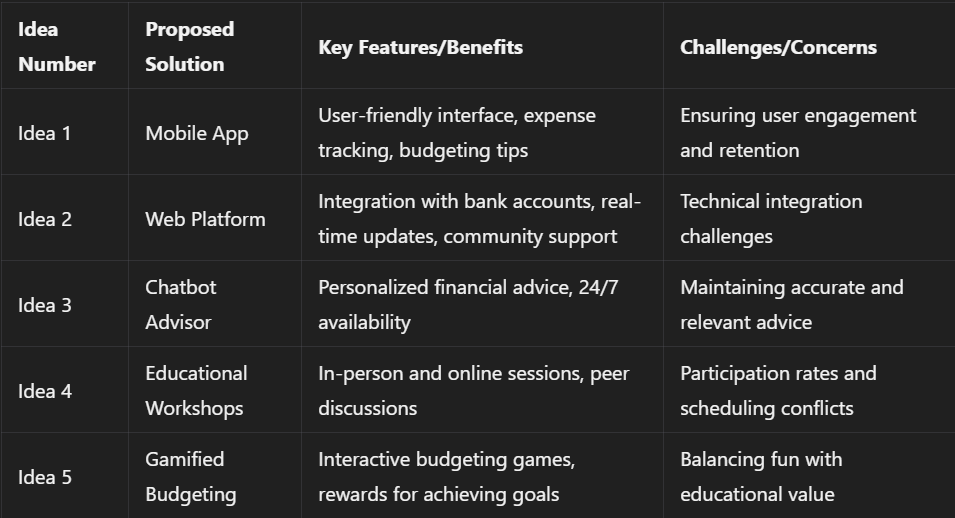 Idea Number
Proposed Solution
Key Features/Benefits
Challenges/Concerns
Idea 1
Mobile App
User-friendly interface, expense
tracking, budgeting tips
Ensuring user engagement
and retention
Idea 2
Web Platform
Integration with bank accounts, real-
time updates, community support
Technical integration
challenges
Idea 3
Chatbot
Advisor
Personalized financial advice, 24/7
availability
Maintaining accurate and
relevant advice
Idea 4
Educational
Workshops
In-person and online sessions, peer
discussions
Participation rates and
scheduling conflicts
Idea 5
Gamified
Budgeting
Interactive budgeting games,
rewards for achieving goals
Balancing fun with
educational value